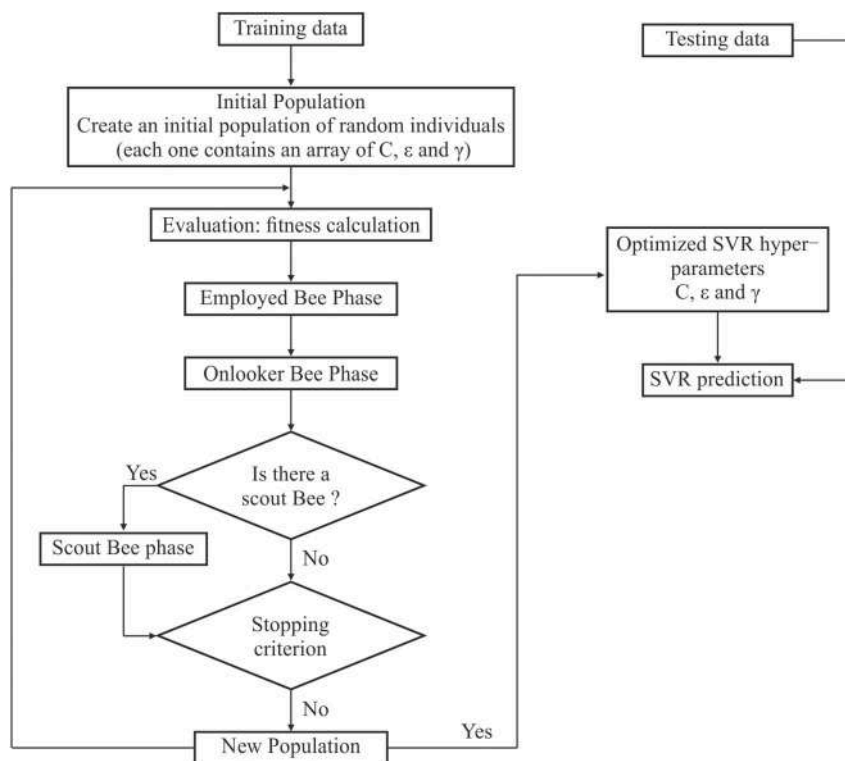 Training data
Testing data
Initial Population
Create an initial population of random individuals
(each one contains an array of C, ε and γ)
Evaluation: fitness calculation
Optimized SVR hyper-
parameters
C, ε and γ
Employed Bee Phase
Onlooker Bee Phase
SVR prediction
Yes
Is there a
scout Bee ?
Scout Bee phase
No
Stopping
criterion
No
Yes
New Population